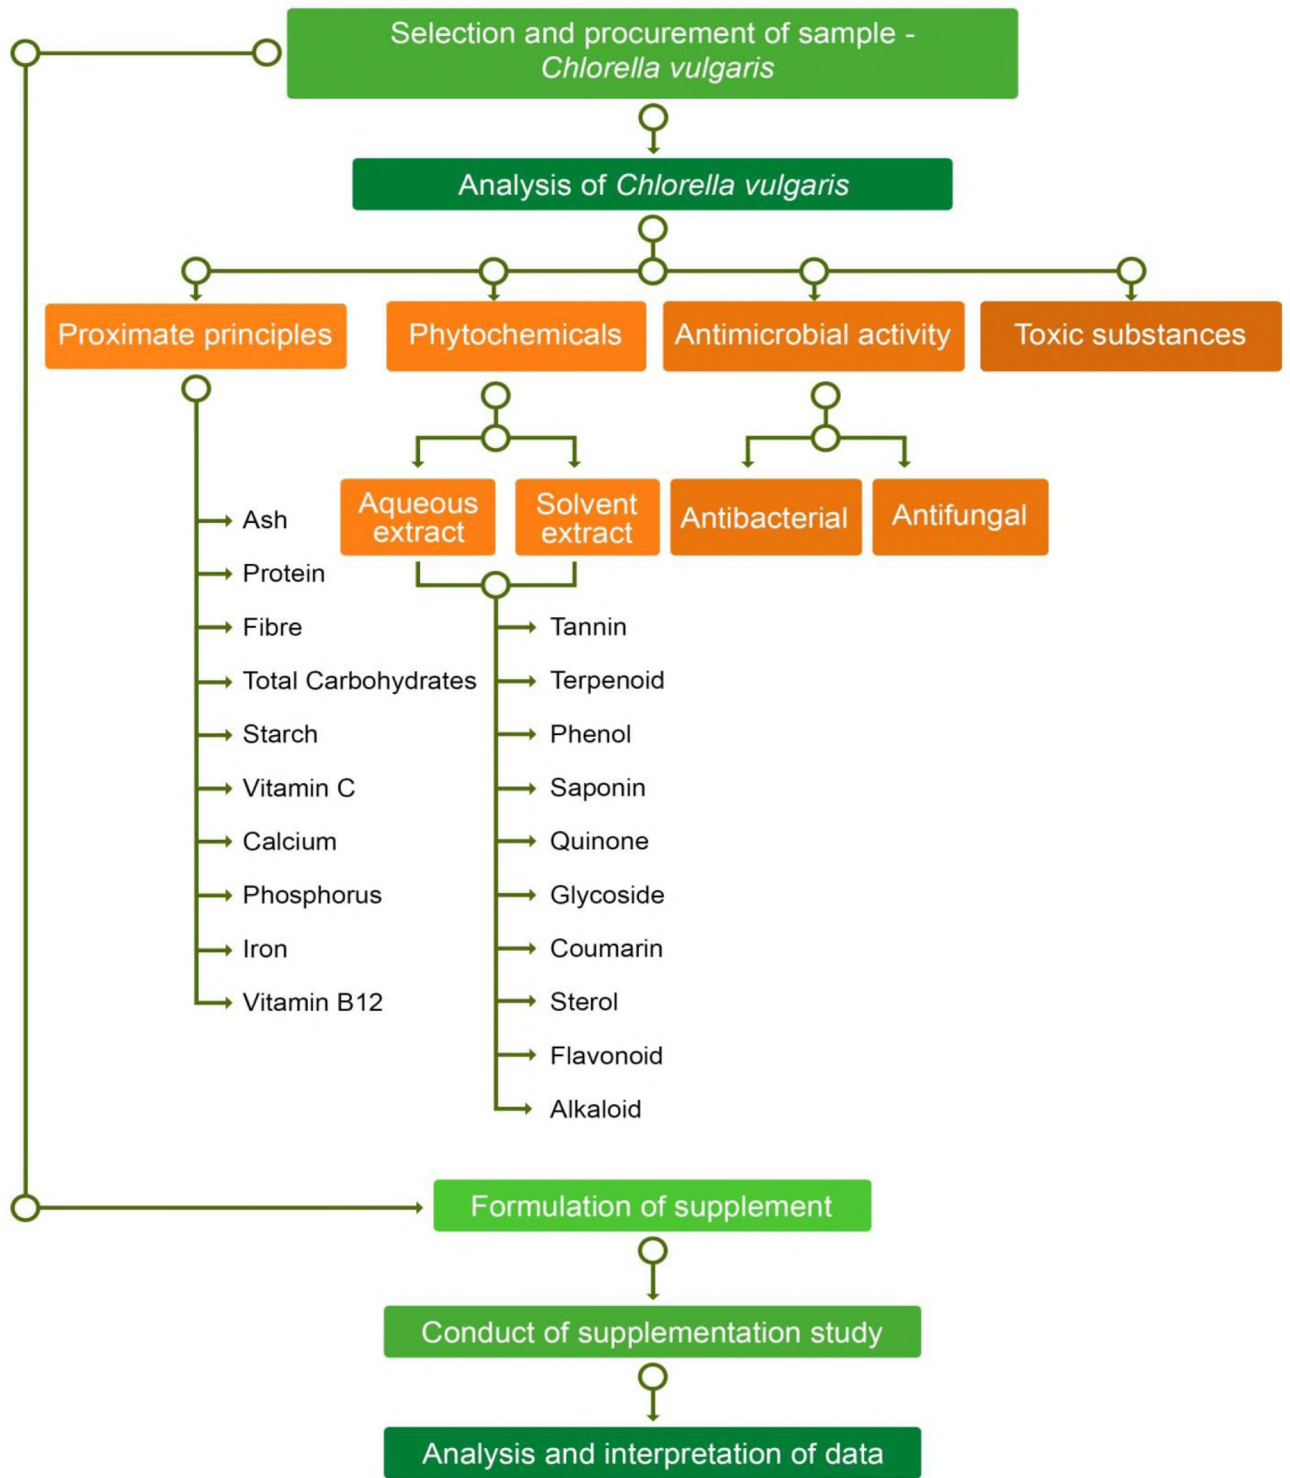 Selection and procurement of sample -
Chlorella vulgaris
Analysis of Chlorella vulgaris
Proximate principles
Phytochemicals
Antimicrobial activity
Toxic substances
Aqueous
extract
Solvent
extract
Antibacterial
Antifungal
Ash
Protein
Fibre
Total Carbohydrates
Starch
Vitamin C
Calcium
Phosphorus
Iron
Vitamin B12
Tannin
Terpenoid
Phenol
Saponin
Quinone
Glycoside
Coumarin
Sterol
Flavonoid
Alkaloid
Formulation of supplement
Conduct of supplementation study
Analysis and interpretation of data